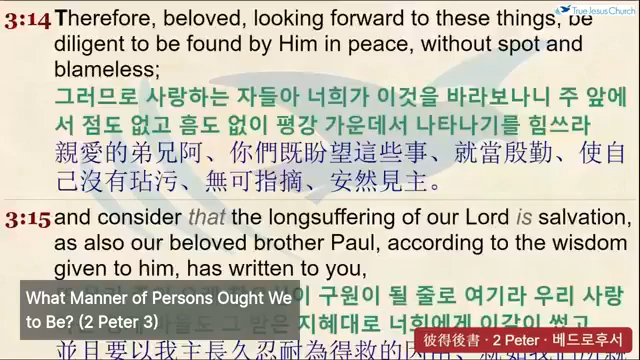 True Jesus Church
3:14 Therefore, beloved, looking forward to these things, be
diligent to be found by Him in peace, without spot and
blameless;
그러므로 사랑하는 자들아 너희가 이것을 바라보나니 주 앞에
서 점도 없고 흠도 없이 평강 가운데서 나타나기를 힘쓰라
親愛的弟兄阿、你們既盼望這些事、就當殷勤、使自
己沒有玷污、無可指摘、安然見主。
3:15 and consider that the longsuffering of our Lord is salvation,
as also our beloved brother Paul, according to the wisdom
given to him, has written to you,
구원이 될 줄로 여기라 우리 사랑
지혜대로 너희에게 이같이 썼고
並且要以我主長久忍耐為得救的因由
What Manner of Persons Ought We
to Be? (2 Peter 3)
彼得後書 · 2 Peter · 베드로후서